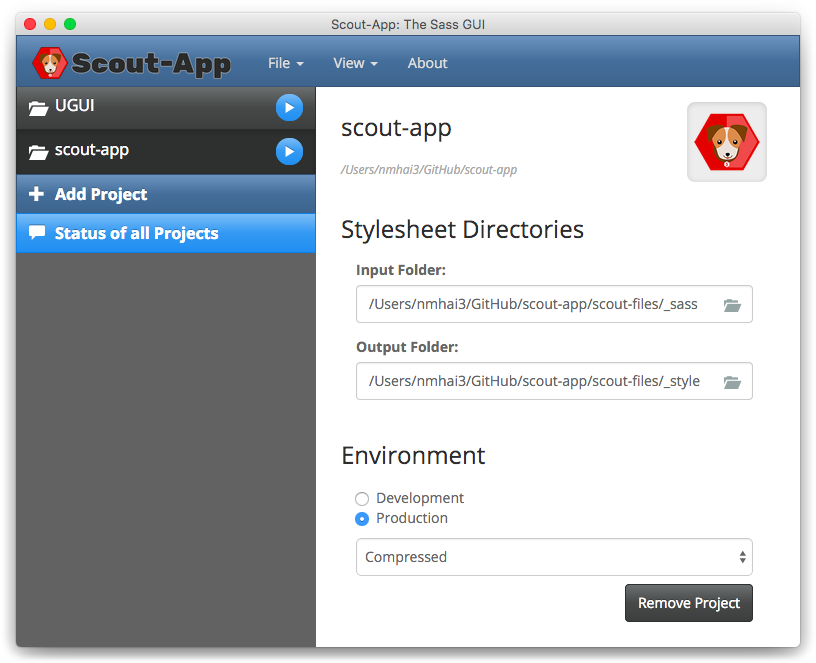 Scout-App: The Sass GUI
Scout-App File View About
UGUI
scout-app
Add Project
Status of all Projects
scout-app
/Users/nmhai3/GitHub/scout-app
Stylesheet Directories
Input Folder:
/Users/nmhai3/GitHub/scout-app/scout-files/_sass
Output Folder:
/Users/nmhai3/GitHub/scout-app/scout-files/_style
Environment
Development
Production
Compressed
Remove Project